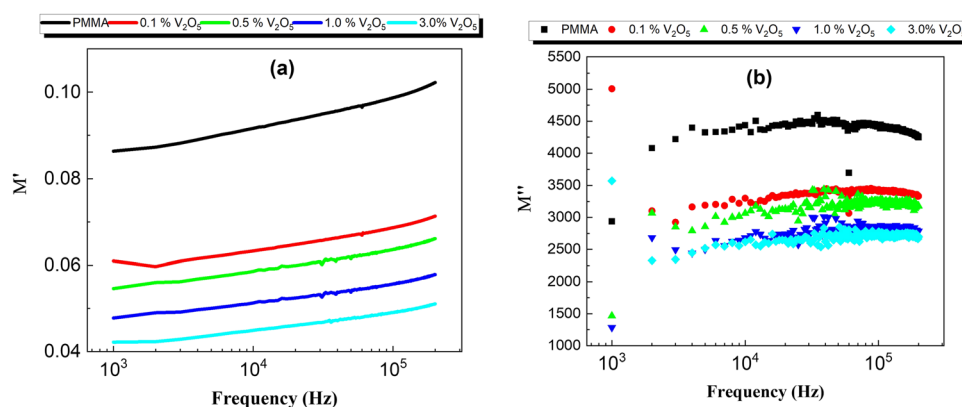 PMMA 0.1 % V₂O₅ 0.5 % V₂O₅ 1.0 % V₂O₅ 3.0% V₂O₅
(a)
M'
0.10
0.08
0.06
0.04
10³ 10⁴ 10⁵
Frequency (Hz)
PMMA 0.1 % V₂O₅ 0.5 % V₂O₅ 1.0 % V₂O₅ 3.0% V₂O
(b)
M''
5500
5000
4500
4000
3500
3000
2500
2000
1500
1000
10³ 10⁴ 10⁵
Frequency (Hz)